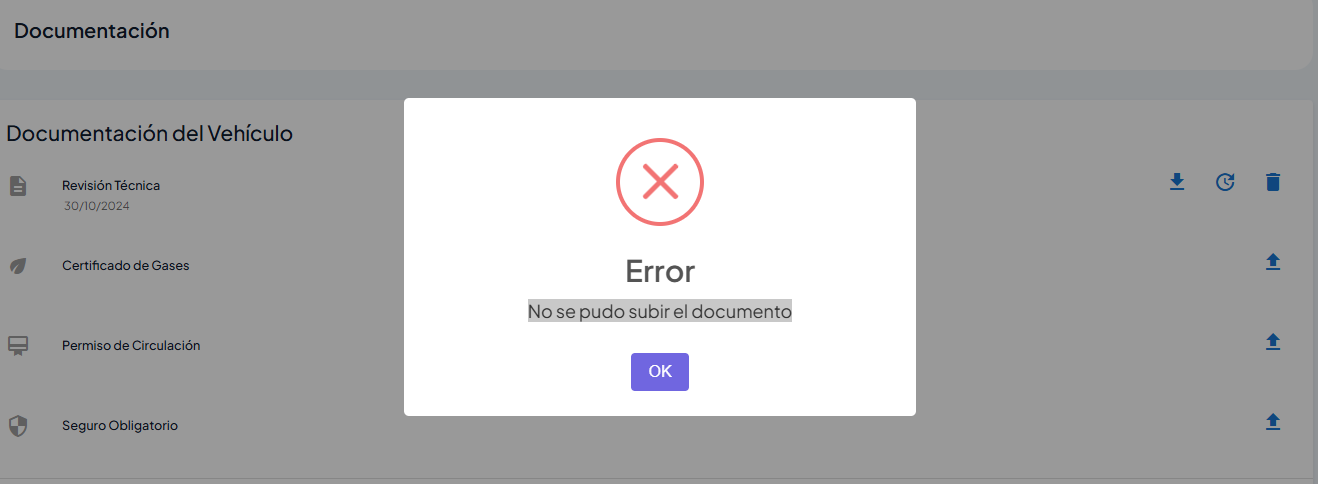 Documentación
Documentación del Vehículo
Revisión Técnica
30/10/2024
Certificado de Gases
Permiso de Circulación
Seguro Obligatorio
Error
No se pudo subir el documento
OK